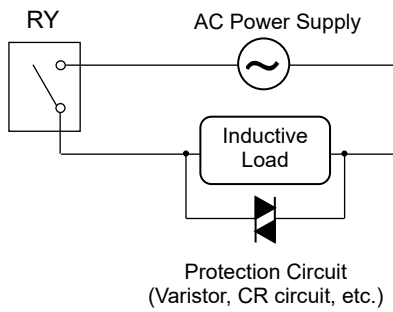 RY
AC Power Supply
Inductive
Load
Protection Circuit
(Varistor, CR circuit, etc.)